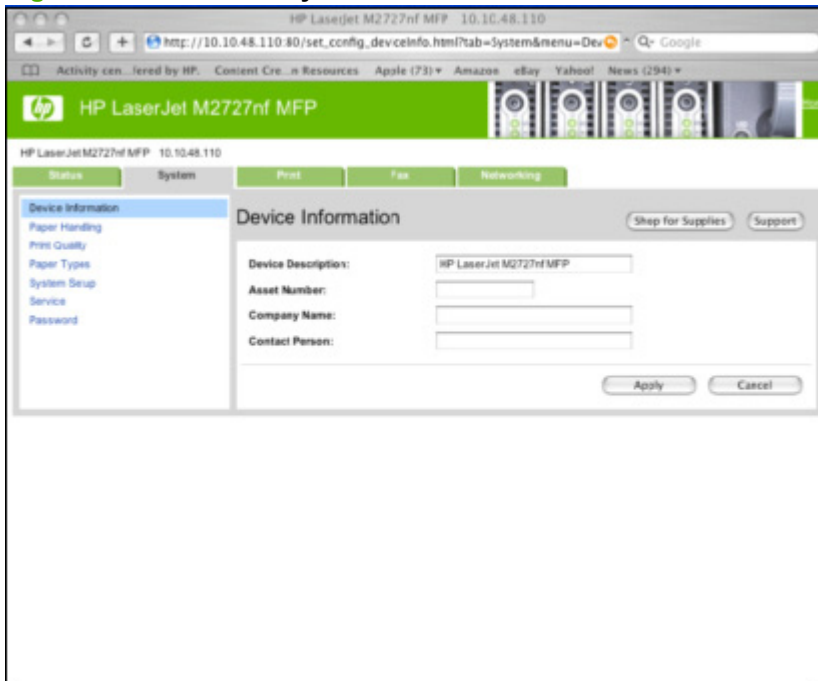 HP LaserJet M2727nf MFP 10.10.48.110
http://10.10.48.110:80/set_config_deviceInfo.html?tab=System&menu=Dev Google
Activity cen...fered by HP. Content Cre...n Resources Apple (73) Amazon eBay Yahoo! News (294)
hp HP LaserJet M2727nf MFP
HP LaserJet M2727nf MFP 10.10.48.110
Status System Print Fax Networking
Device Information
Paper Handling
Print Quality
Paper Types
System Setup
Service
Password
Device Information Shop for Supplies Support
Device Description: HP LaserJet M2727nf MFP
Asset Number:
Company Name:
Contact Person:
Apply Cancel